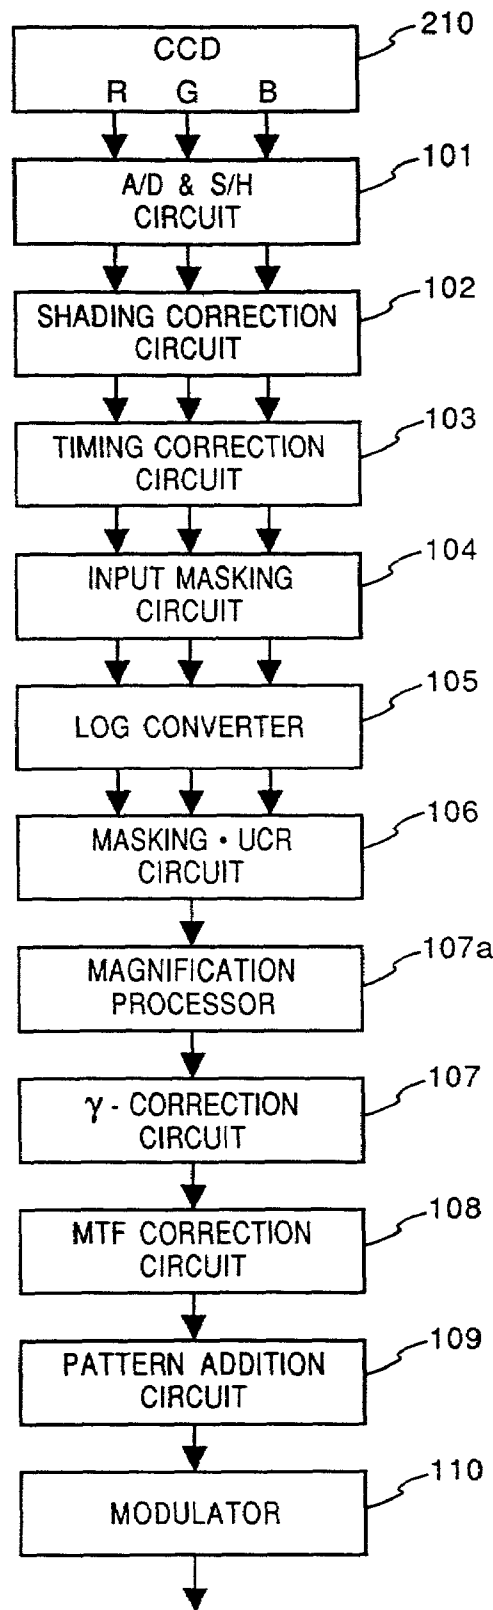 210
CCD
R G B
101
A/D & S/H
CIRCUIT
102
SHADING CORRECTION
CIRCUIT
103
TIMING CORRECTION
CIRCUIT
104
INPUT MASKING
CIRCUIT
105
LOG CONVERTER
106
MASKING • UCR
CIRCUIT
107a
MAGNIFICATION
PROCESSOR
107
γ - CORRECTION
CIRCUIT
108
MTF CORRECTION
CIRCUIT
109
PATTERN ADDITION
CIRCUIT
110
MODULATOR